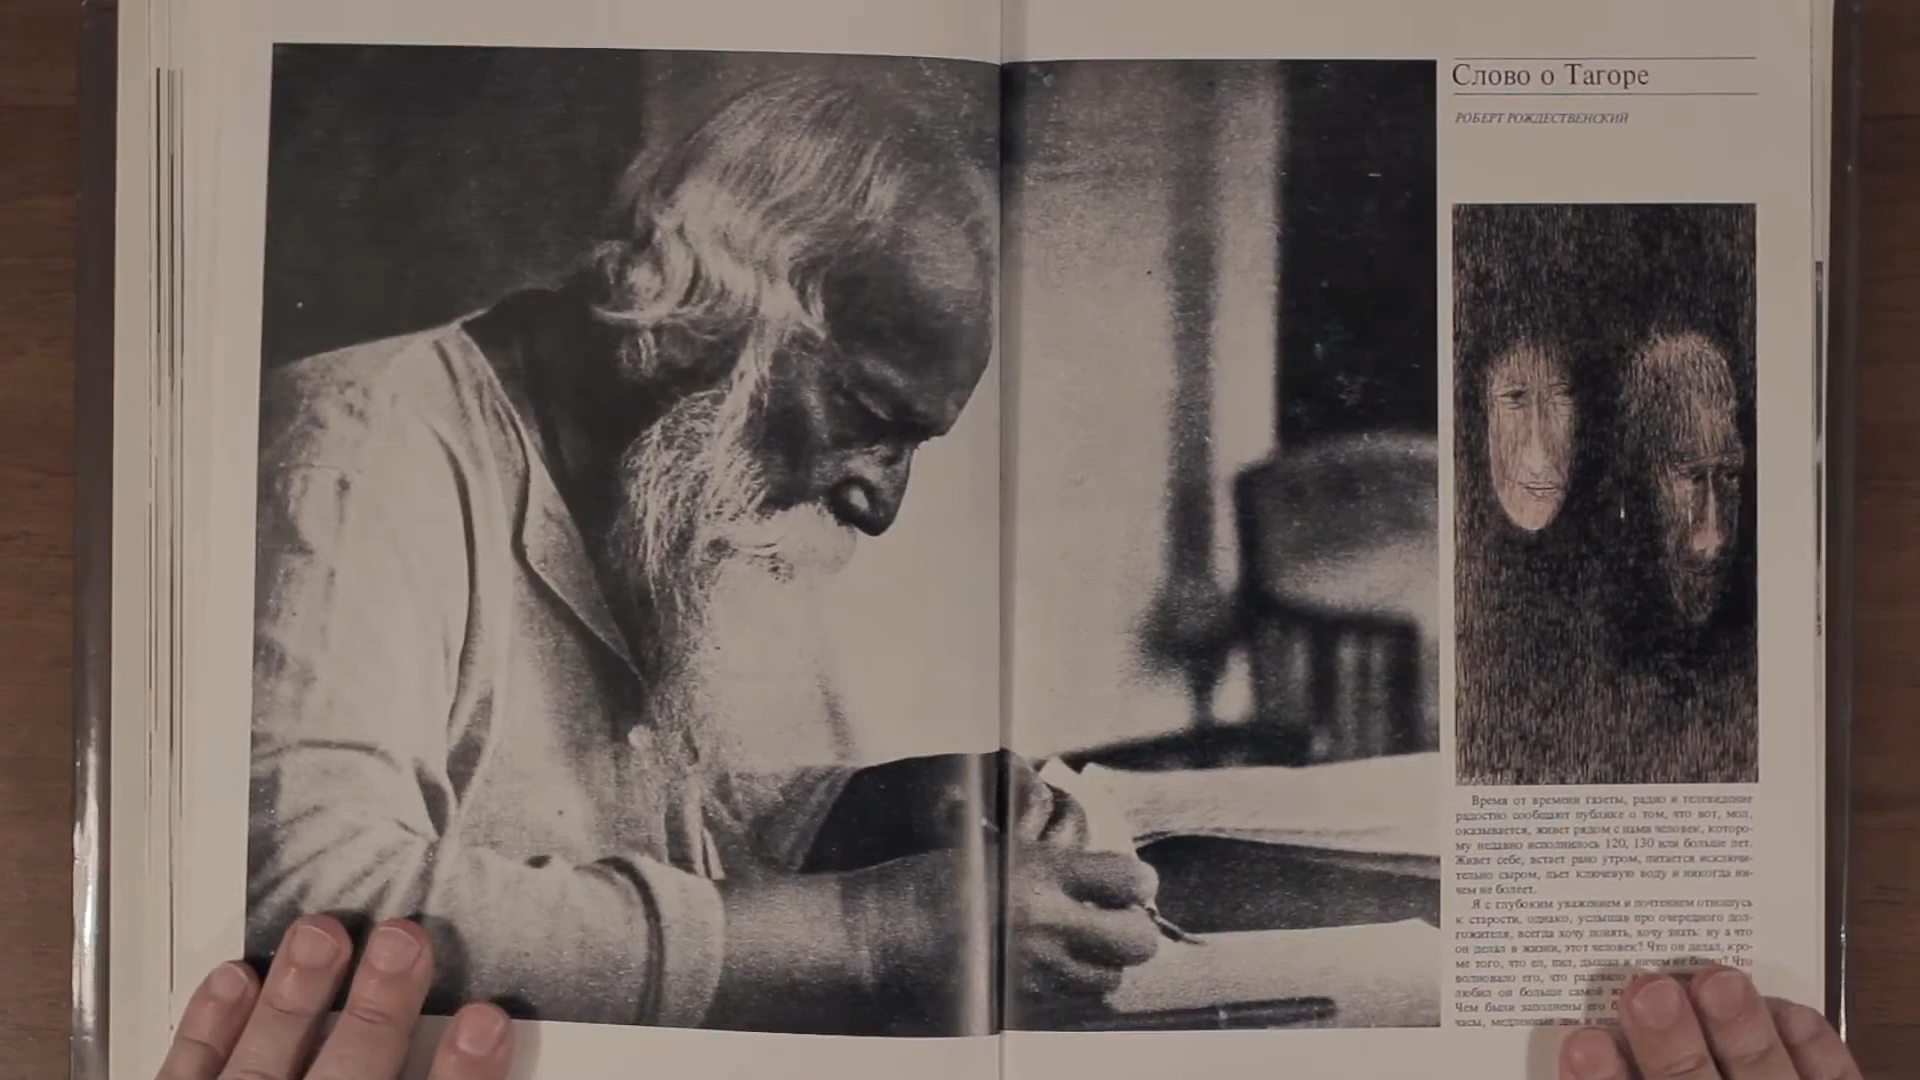 Слово о Тагоре
РОБЕРТ РОЖДЕСТВЕНСКИЙ
Время от времени газеты, радио и телевидение
радостно сообщают публике о том, что вот, мол,
оказывается, живет рядом с нами человек, которо-
му недавно исполнилось 120, 130 или больше лет.
Живет себе, встает рано утром, питается исключи-
тельно сыром, пьет ключевую воду и никогда ни-
чем не болеет.
Я с глубоким уважением и почтением отношусь
к старости, однако, услышав про очередного дол-
гожителя, всегда хочу понять, хочу знать: ну а что
он делал в жизни, этот человек? Что он делал, кро-
ме того, что ел, пил, дышал и ничем не болел? Что
волновало его, что радовало и
любил он больше самой
Чем были заполнены его
часы, медленные дни и